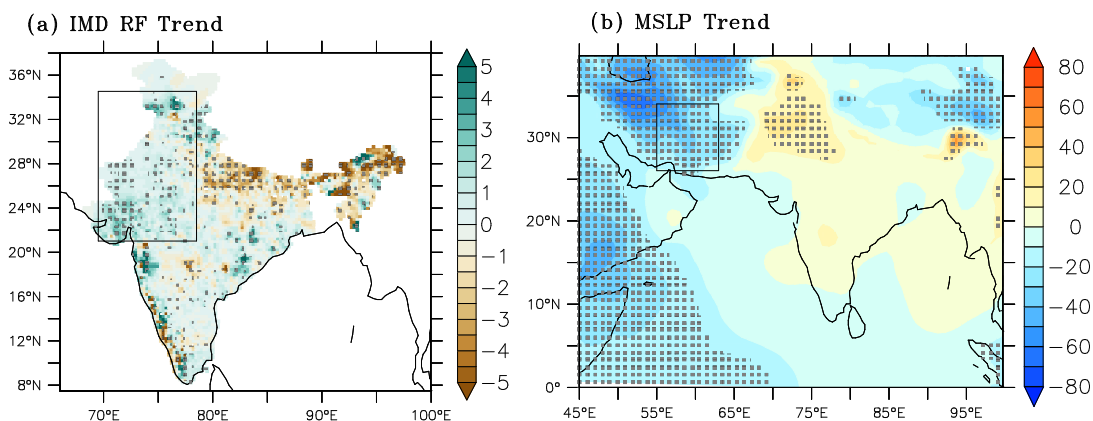 (a) IMD RF Trend
36°N
32°N
28°N
24°N
20°N
16°N
12°N
8°N
70°E
80°E
90°E
100°E
5
4
3
2
1
0
−1
−2
−3
−4
−5
(b) MSLP Trend
30°N
20°N
10°N
0°
45°E
55°E
65°E
75°E
85°E
95°E
80
60
40
20
0
−20
−40
−60
−80